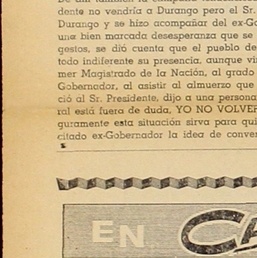 dente no vendría a Durango pero el Sr.
Durango y se hizo acompañar del ex-Go
una bien marcada desesperanza que se
gestos, se dió cuenta que el pueblo de
todo indiferente su presencia, aunque vi
mer Magistrado de la Nación, al grado
Gobernador, al asistir al almuerzo que
ció al Sr. Presidente, dijo a una persona
ral está fuera de duda, YO NO VOLVER
guramente esta situación sirva para qui
citado ex-Gobernador la idea de conver
EN CA